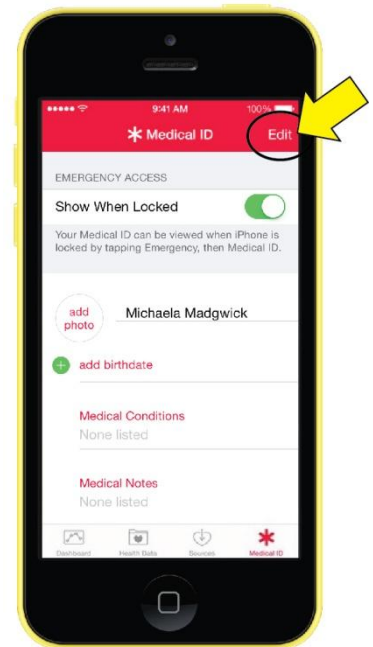 9:41 AM
100%
Medical ID
Edit
EMERGENCY ACCESS
Show When Locked
Your Medical ID can be viewed when iPhone is
locked by tapping Emergency, then Medical ID.
add
photo
Michaela Madgwick
add birthdate
Medical Conditions
None listed
Medical Notes
None listed
Dashboard
Health Data
Sources
Medical ID